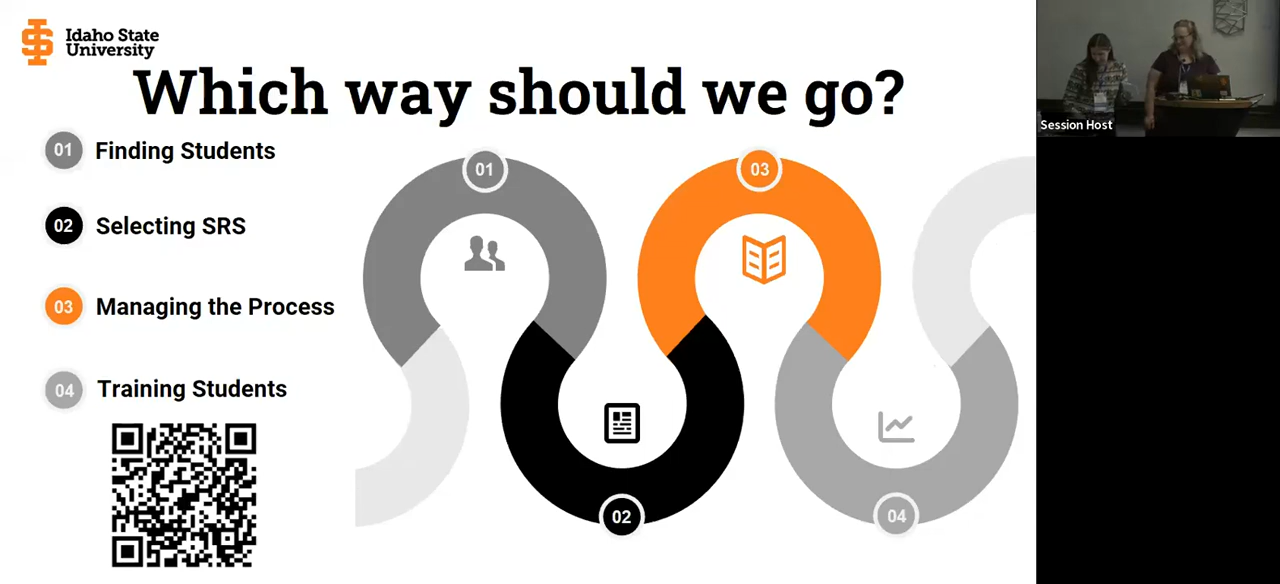 Idaho State
University
Which way should we go?
01 Finding Students
02 Selecting SRS
03 Managing the Process
04 Training Students
01
03
02
04
Session Host